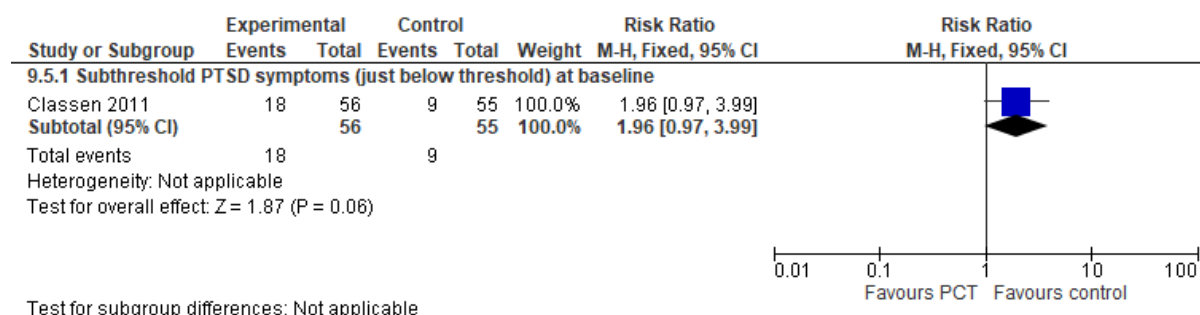 Experimental Control Risk Ratio Risk Ratio
Study or Subgroup Events Total Events Total Weight M-H, Fixed, 95% CI M-H, Fixed, 95% CI
9.5.1 Subthreshold PTSD symptoms (just below threshold) at baseline
Classen 2011 18 56 9 55 100.0% 1.96 [0.97, 3.99]
Subtotal (95% CI) 56 55 100.0% 1.96 [0.97, 3.99]
Total events 18 9
Heterogeneity: Not applicable
Test for overall effect: Z = 1.87 (P = 0.06)
0.01 0.1 1 10 100
Favours PCT Favours control
Test for subgroup differences: Not applicable